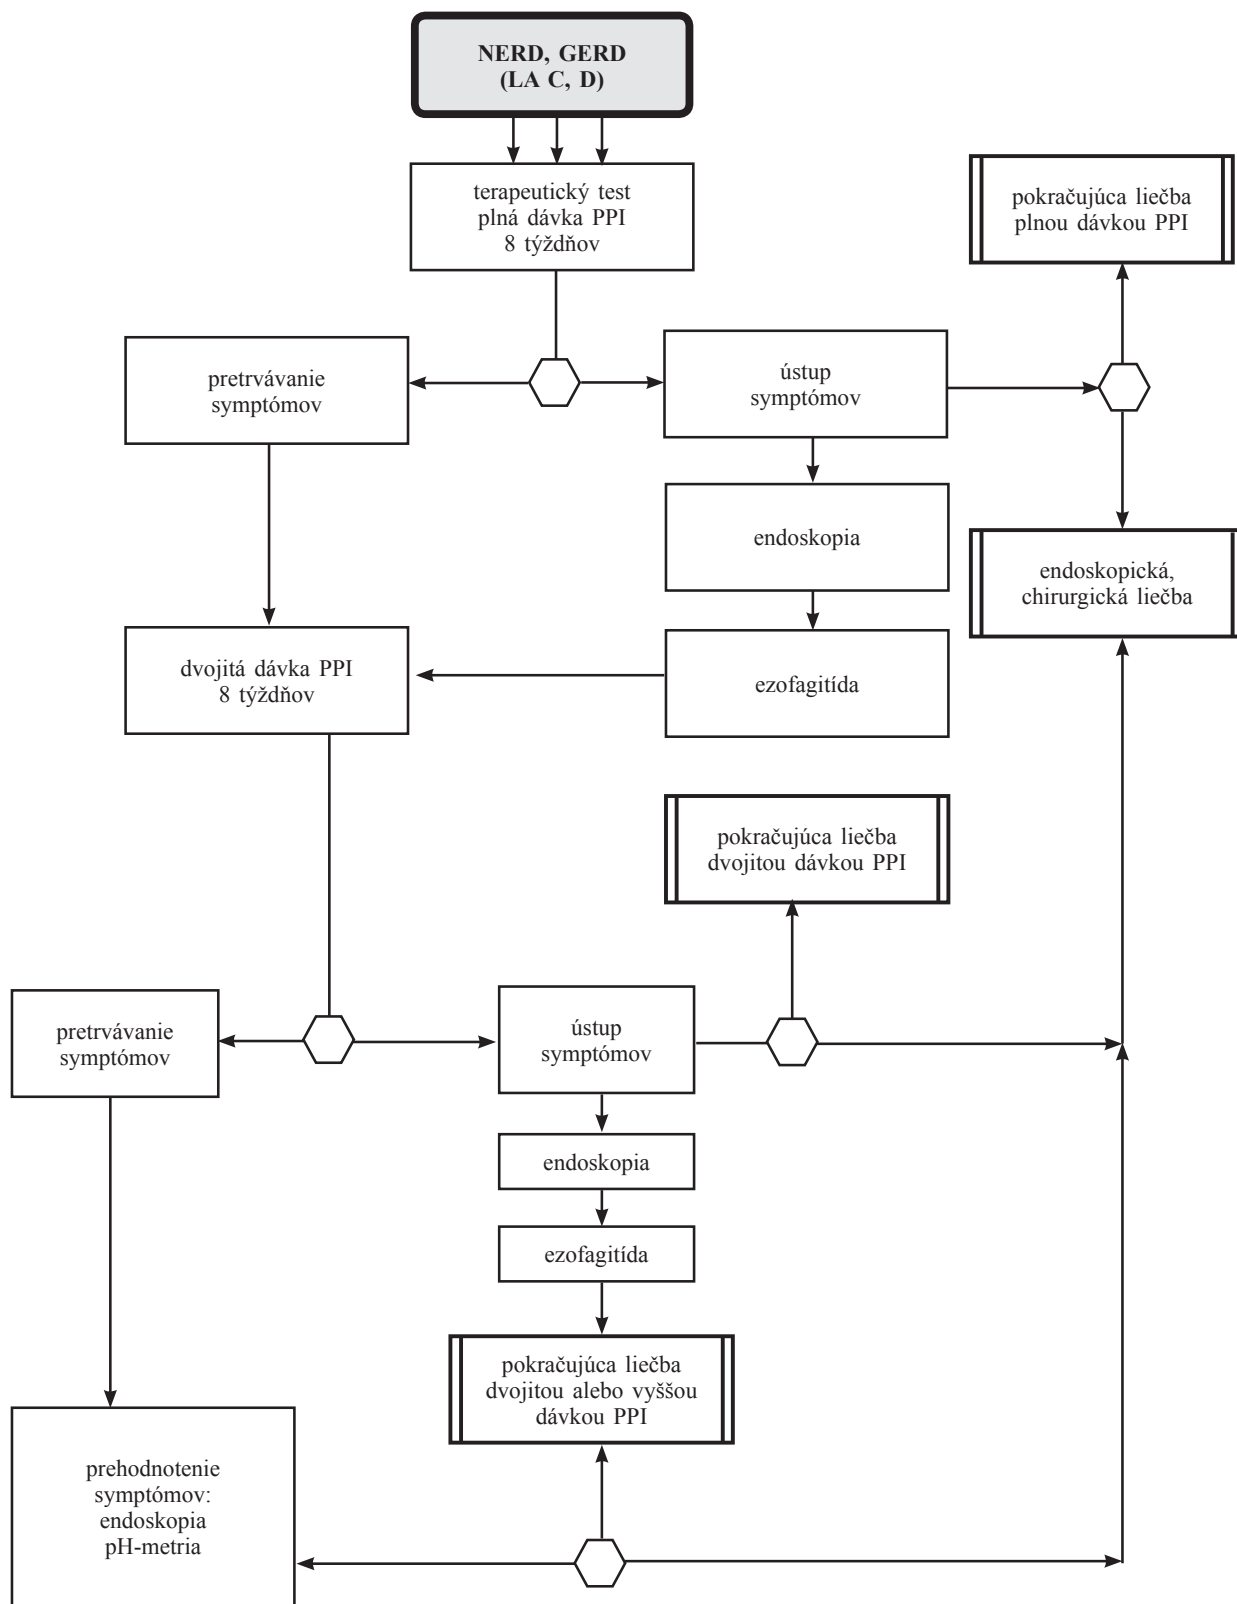 NERD, GERD
(LA C, D)
terapeutický test
plná dávka PPI
8 týždňov
pokračujúca liečba
plnou dávkou PPI
pretrvávanie
symptómov
ústup
symptómov
endoskopia
endoskopická,
chirurgická liečba
dvojitá dávka PPI
8 týždňov
ezofagitída
pokračujúca liečba
dvojitou dávkou PPI
pretrvávanie
symptómov
ústup
symptómov
endoskopia
ezofagitída
pokračujúca liečba
dvojitou alebo vyššou
dávkou PPI
prehodnotenie
symptómov:
endoskopia
pH-metria